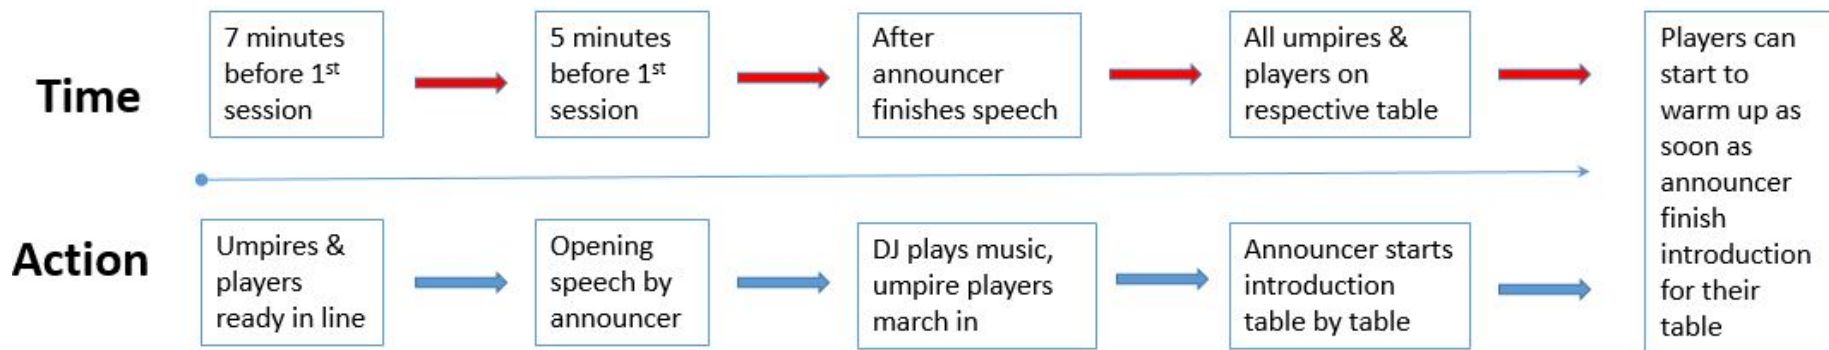 Time
7 minutes
before 1st
session
5 minutes
before 1st
session
After
announcer
finishes speech
All umpires &
players on
respective table
Players can
start to
warm up as
soon as
announcer
finish
introduction
for their
table
Action
Umpires &
players
ready in line
Opening
speech by
announcer
DJ plays music,
umpire players
march in
Announcer starts
introduction
table by table